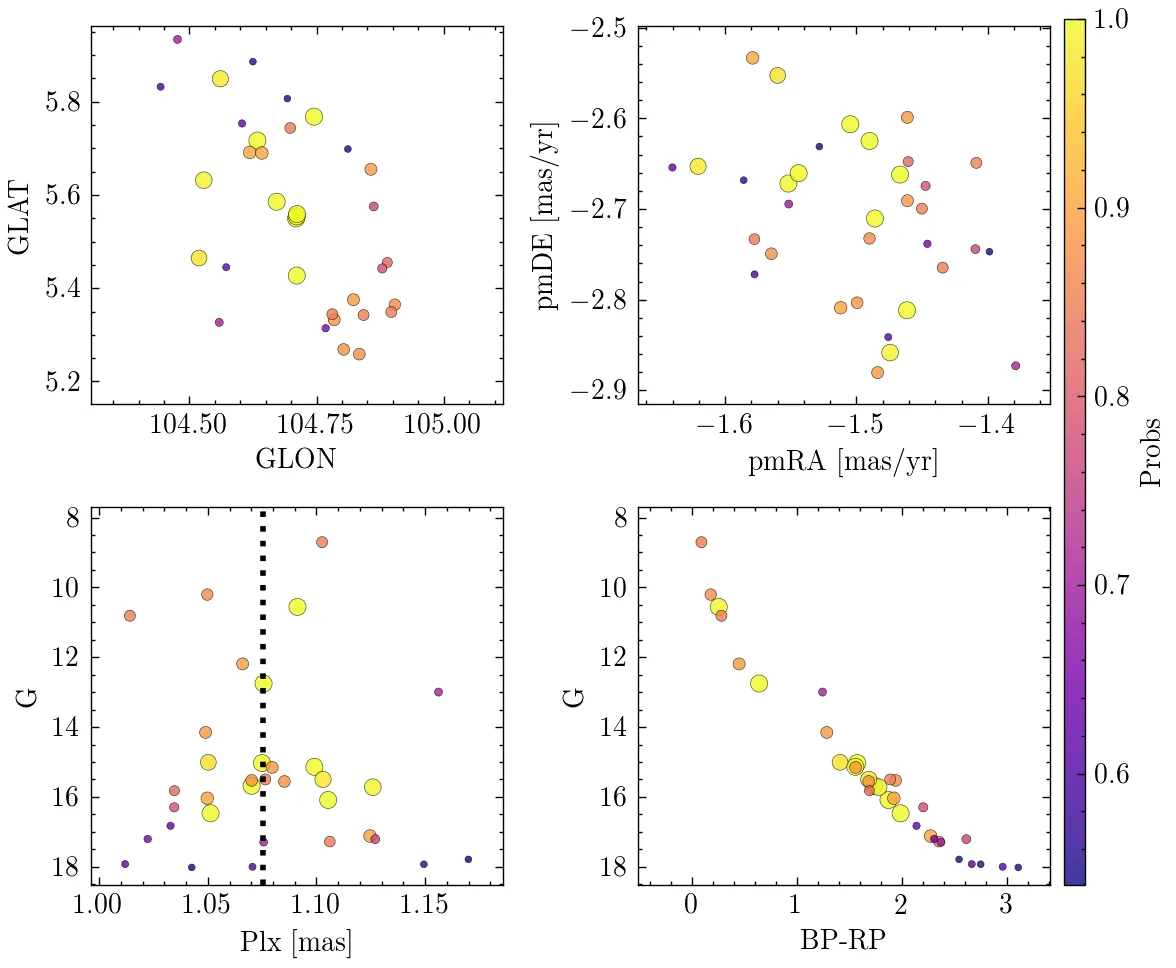 5.8
5.6
5.4
5.2
GLAT
104.50 104.75 105.00
GLON
−2.5
−2.6
−2.7
−2.8
−2.9
pmDE [mas/yr]
−1.6 −1.5 −1.4
pmRA [mas/yr]
8
10
12
14
16
18
G
1.00 1.05 1.10 1.15
Plx [mas]
8
10
12
14
16
18
G
0 1 2 3
BP-RP
1.0
0.9
0.8
0.7
0.6
Probs